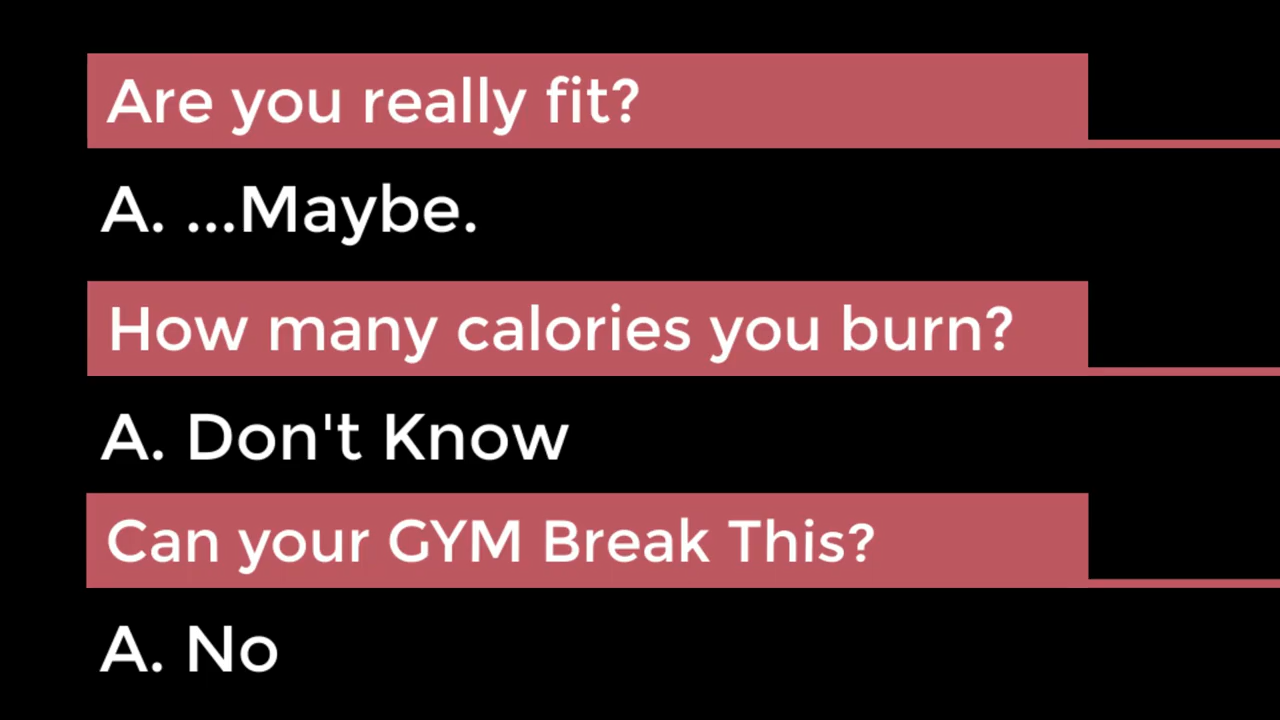 Are you really fit?
A. ...Maybe.
How many calories you burn?
A. Don't Know
Can your GYM Break This?
A. No